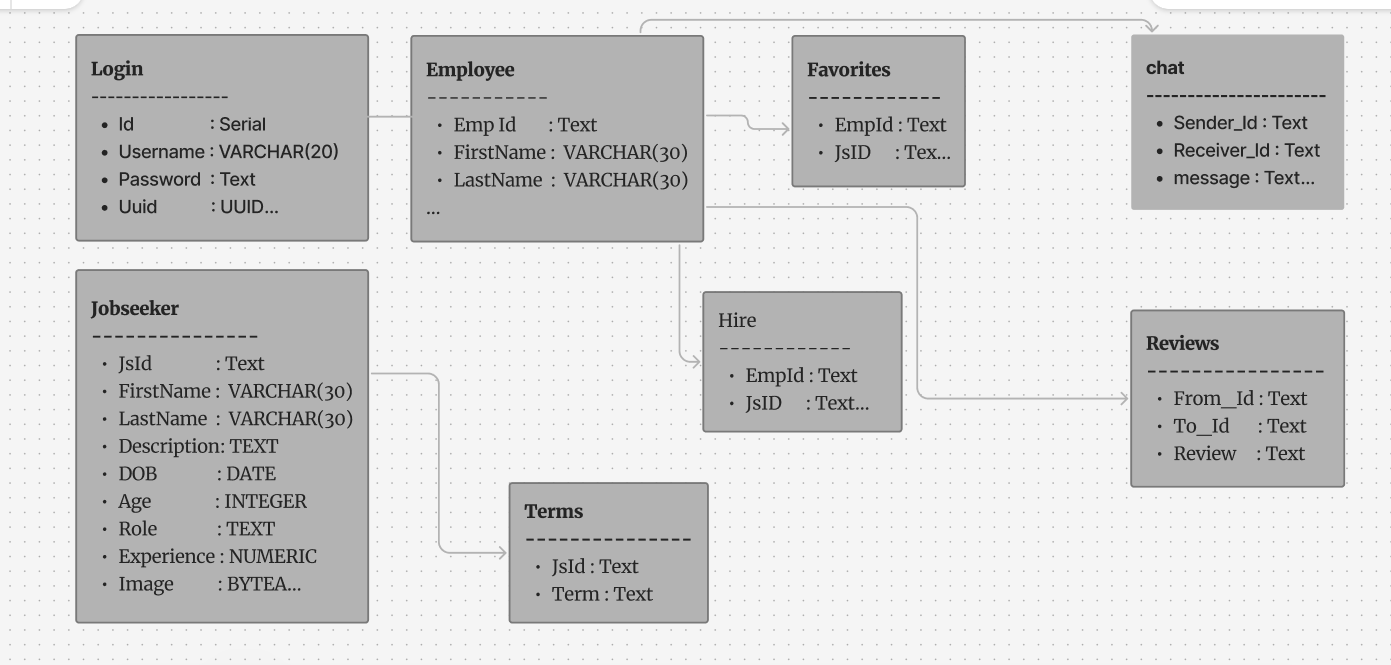 Login
-----------------
• Id : Serial
• Username : VARCHAR(20)
• Password : Text
• Uuid : UUID...
Employee
-----------
• Emp Id : Text
• FirstName : VARCHAR(30)
• LastName : VARCHAR(30)
...
Favorites
-------------
• EmpId : Text
• JsID : Tex...
chat
----------------------
• Sender_Id : Text
• Receiver_Id : Text
• message : Text...
Jobseeker
---------------
• JsId : Text
• FirstName : VARCHAR(30)
• LastName : VARCHAR(30)
• Description: TEXT
• DOB : DATE
• Age : INTEGER
• Role : TEXT
• Experience : NUMERIC
• Image : BYTEA...
Hire
------------
• EmpId : Text
• JsID : Text...
Reviews
----------------
• From_Id : Text
• To_Id : Text
• Review : Text
Terms
---------------
• JsId : Text
• Term : Text